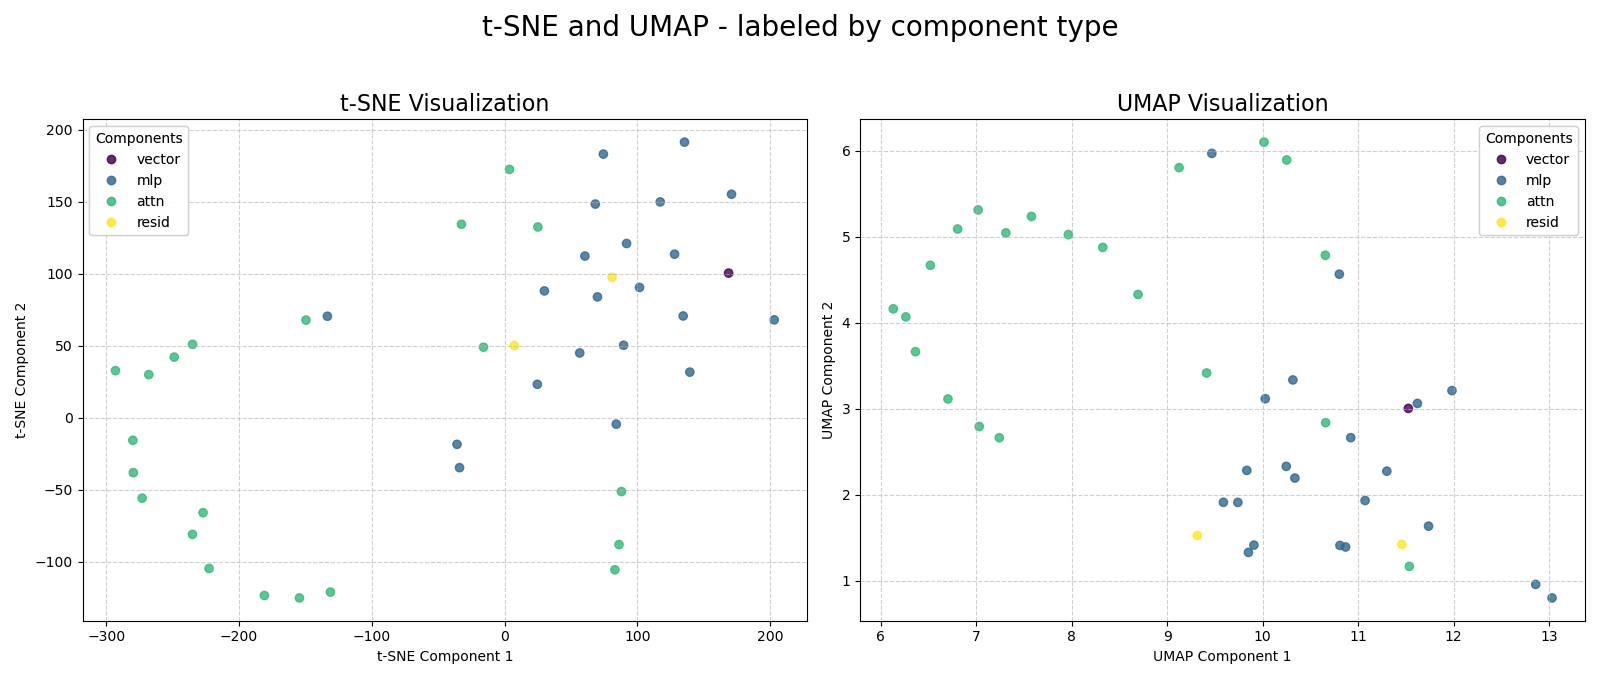 t-SNE and UMAP - labeled by component type
t-SNE Visualization
Components
vector
mlp
attn
resid
200
150
100
50
0
−50
−100
t-SNE Component 2
−300
−200
−100
0
100
200
t-SNE Component 1
UMAP Visualization
Components
vector
mlp
attn
resid
6
5
4
3
2
1
UMAP Component 2
6
7
8
9
10
11
12
13
UMAP Component 1